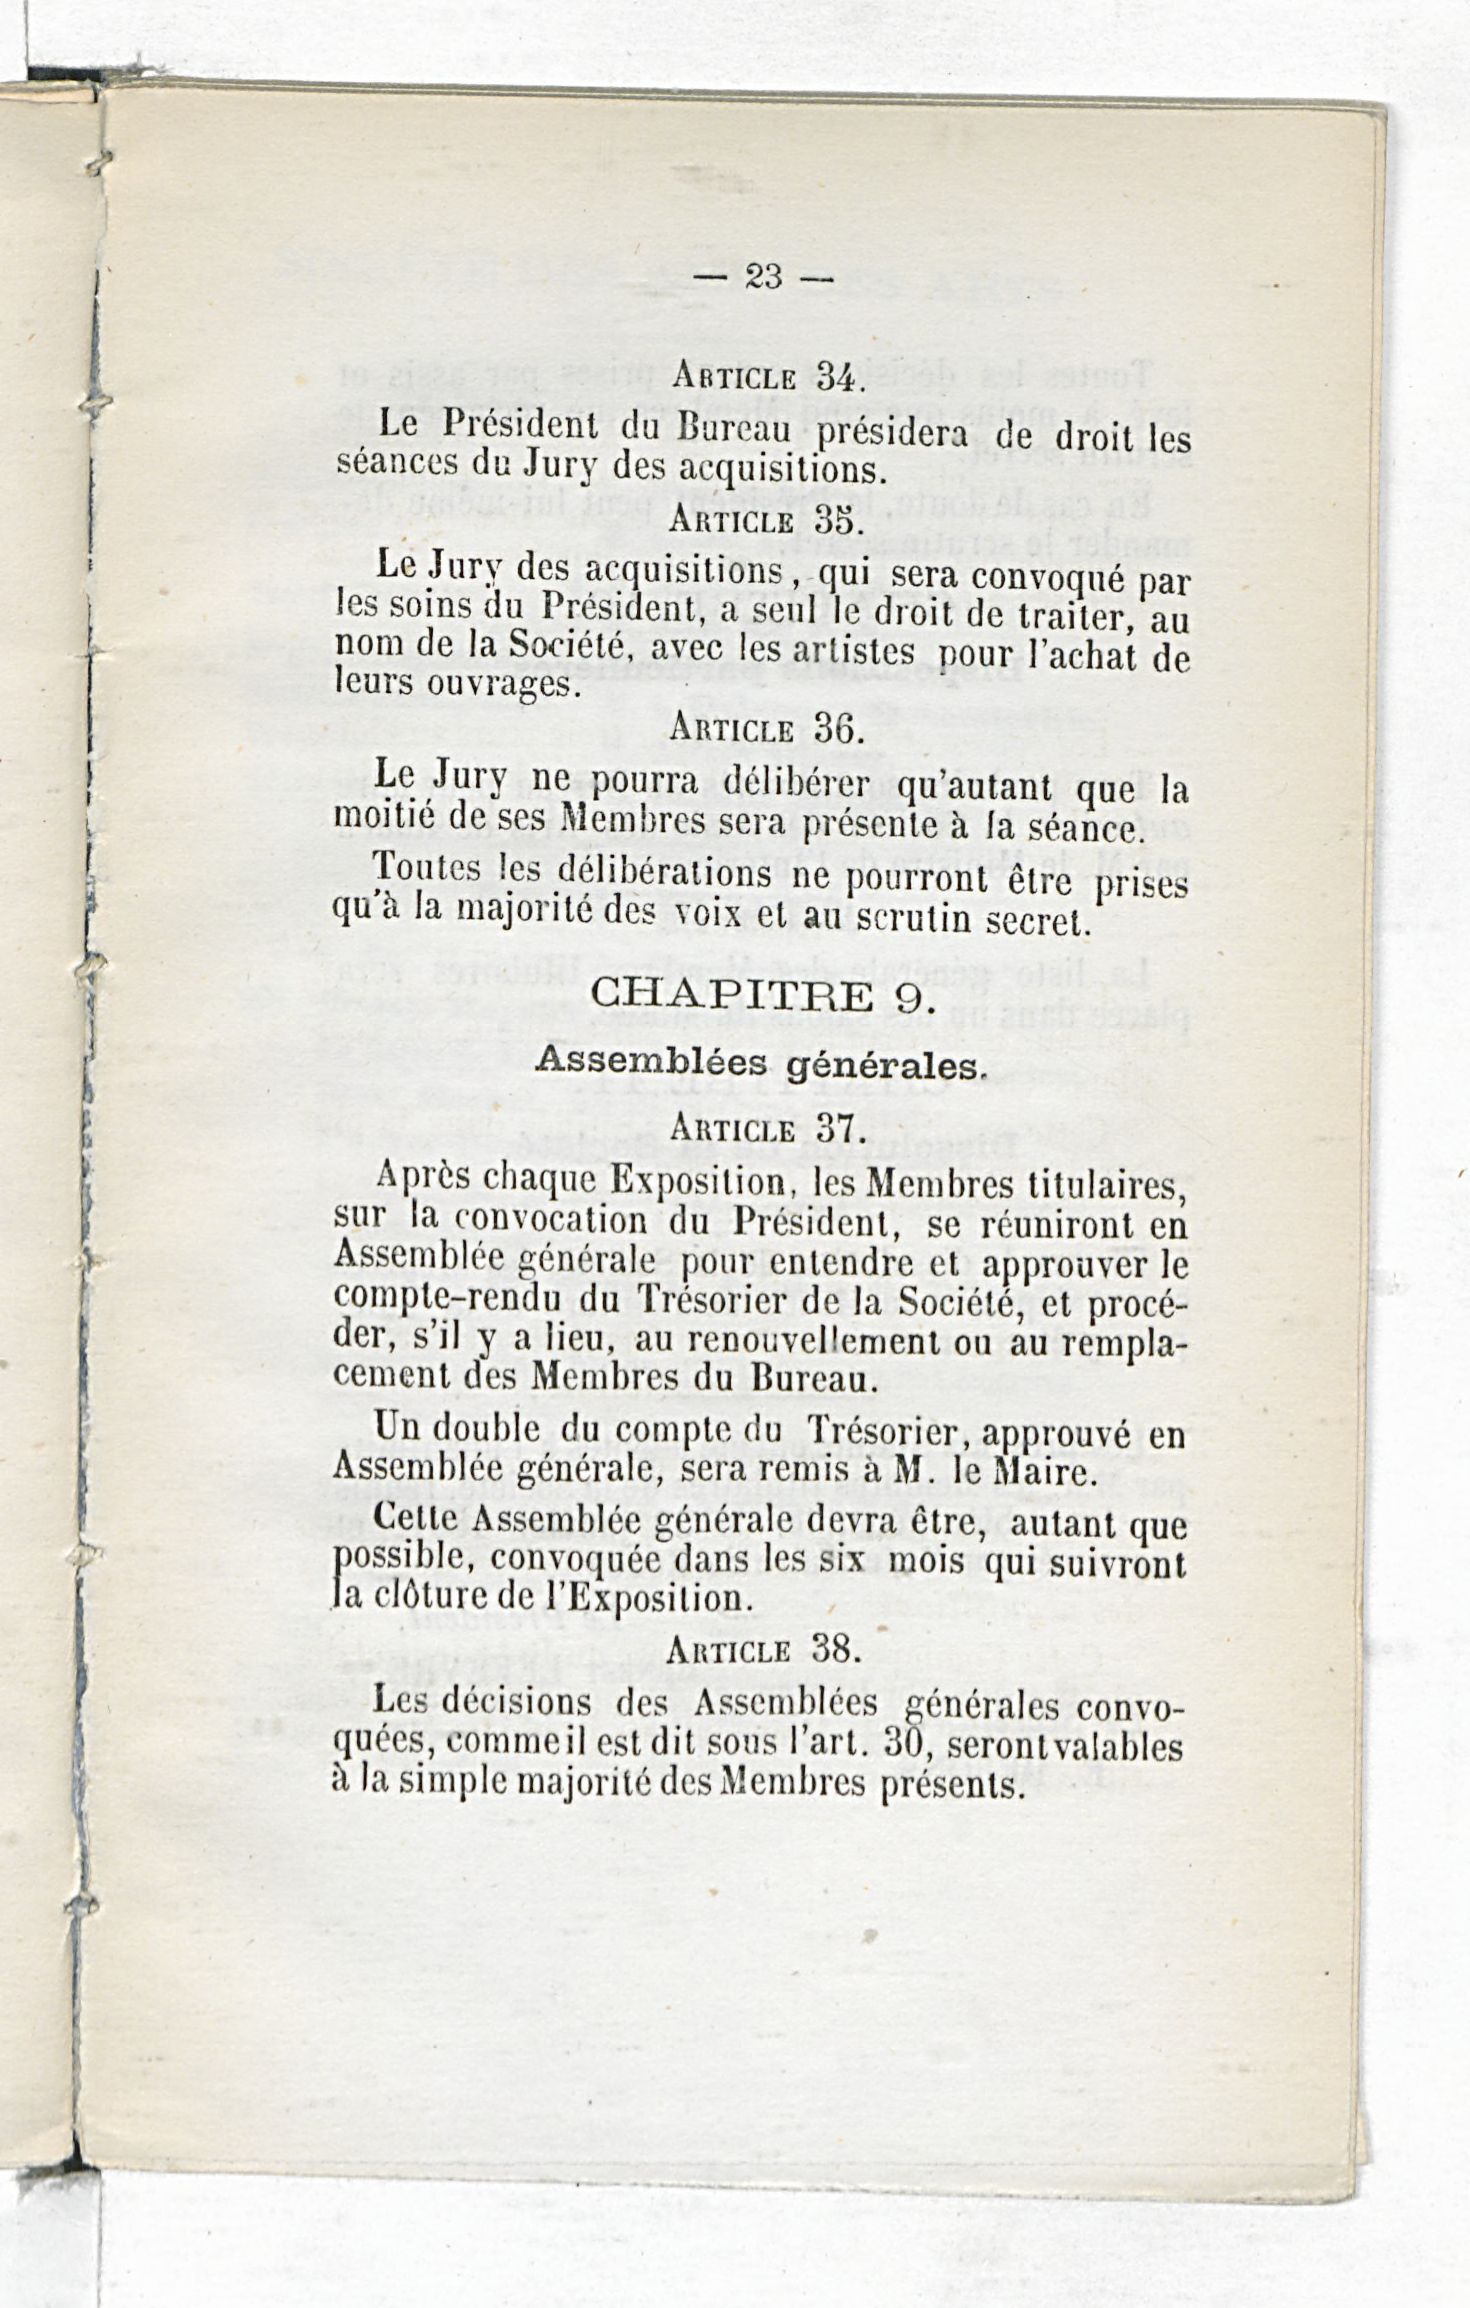 — 23 —
ARTICLE 34.
Le Président du Bureau présidera de droit les
séances du Jury des acquisitions.
ARTICLE 35.
Le Jury des acquisitions, qui sera convoqué par
les soins du Président, a seul le droit de traiter, au
nom de la Société, avec les artistes pour l'achat de
leurs ouvrages.
ARTICLE 36.
Le Jury ne pourra délibérer qu'autant que la
moitié de ses Membres sera présente à la séance.
Toutes les délibérations ne pourront être prises
qu'à la majorité des voix et au scrutin secret.
CHAPITRE 9.
Assemblées générales.
ARTICLE 37.
Après chaque Exposition, les Membres titulaires,
sur la convocation du Président, se réuniront en
Assemblée générale pour entendre et approuver le
compte-rendu du Trésorier de la Société, et procé-
der, s'il y a lieu, au renouvellement ou au rempla-
cement des Membres du Bureau.
Un double du compte du Trésorier, approuvé en
Assemblée générale, sera remis à M. le Maire.
Cette Assemblée générale devra être, autant que
possible, convoquée dans les six mois qui suivront
la clôture de l'Exposition.
ARTICLE 38.
Les décisions des Assemblées générales convo-
quées, comme il est dit sous l'art. 30, seront valables
à la simple majorité des Membres présents.